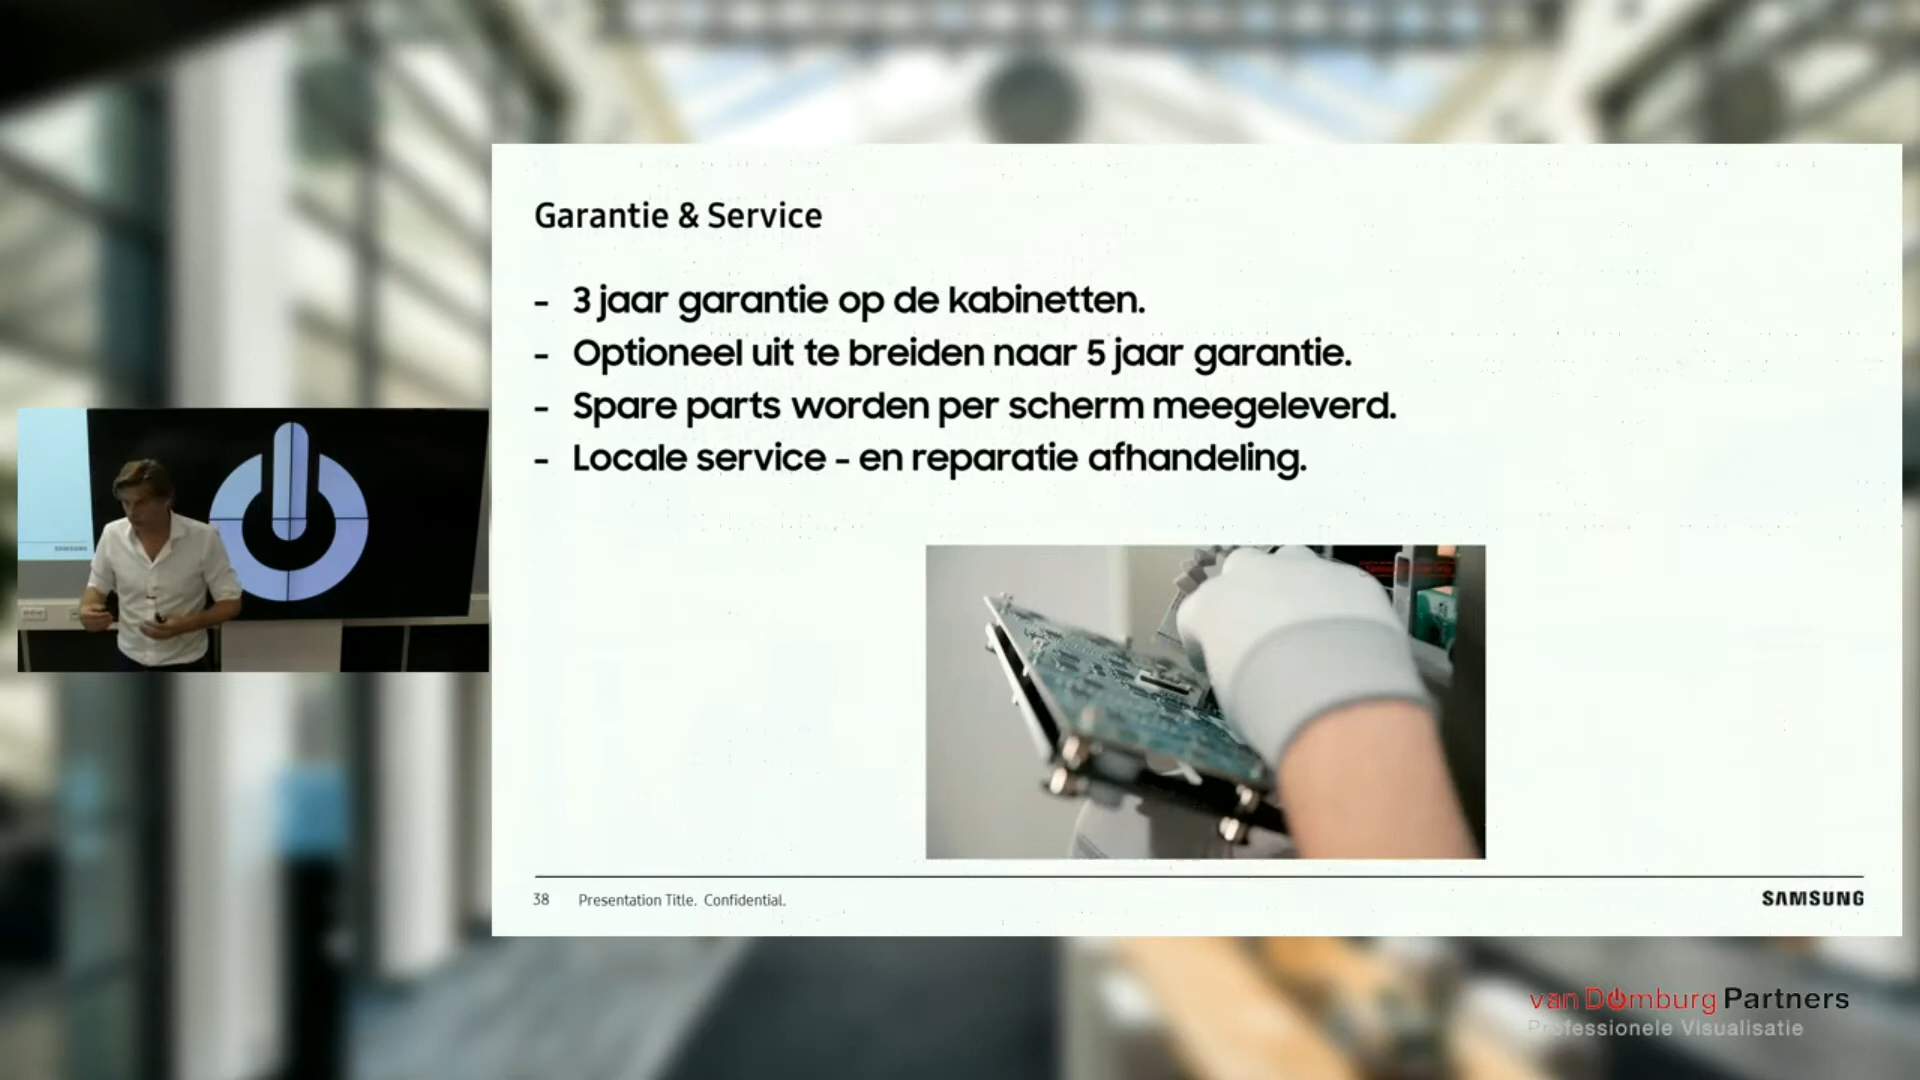 Garantie & Service
- 3 jaar garantie op de kabinetten.
- Optioneel uit te breiden naar 5 jaar garantie.
- Spare parts worden per scherm meegeleverd.
- Locale service - en reparatie afhandeling.
SAMSUNG
38 Presentation Title. Confidential.
SAMSUNG
van Domburg Partners
Professionele Visualisatie